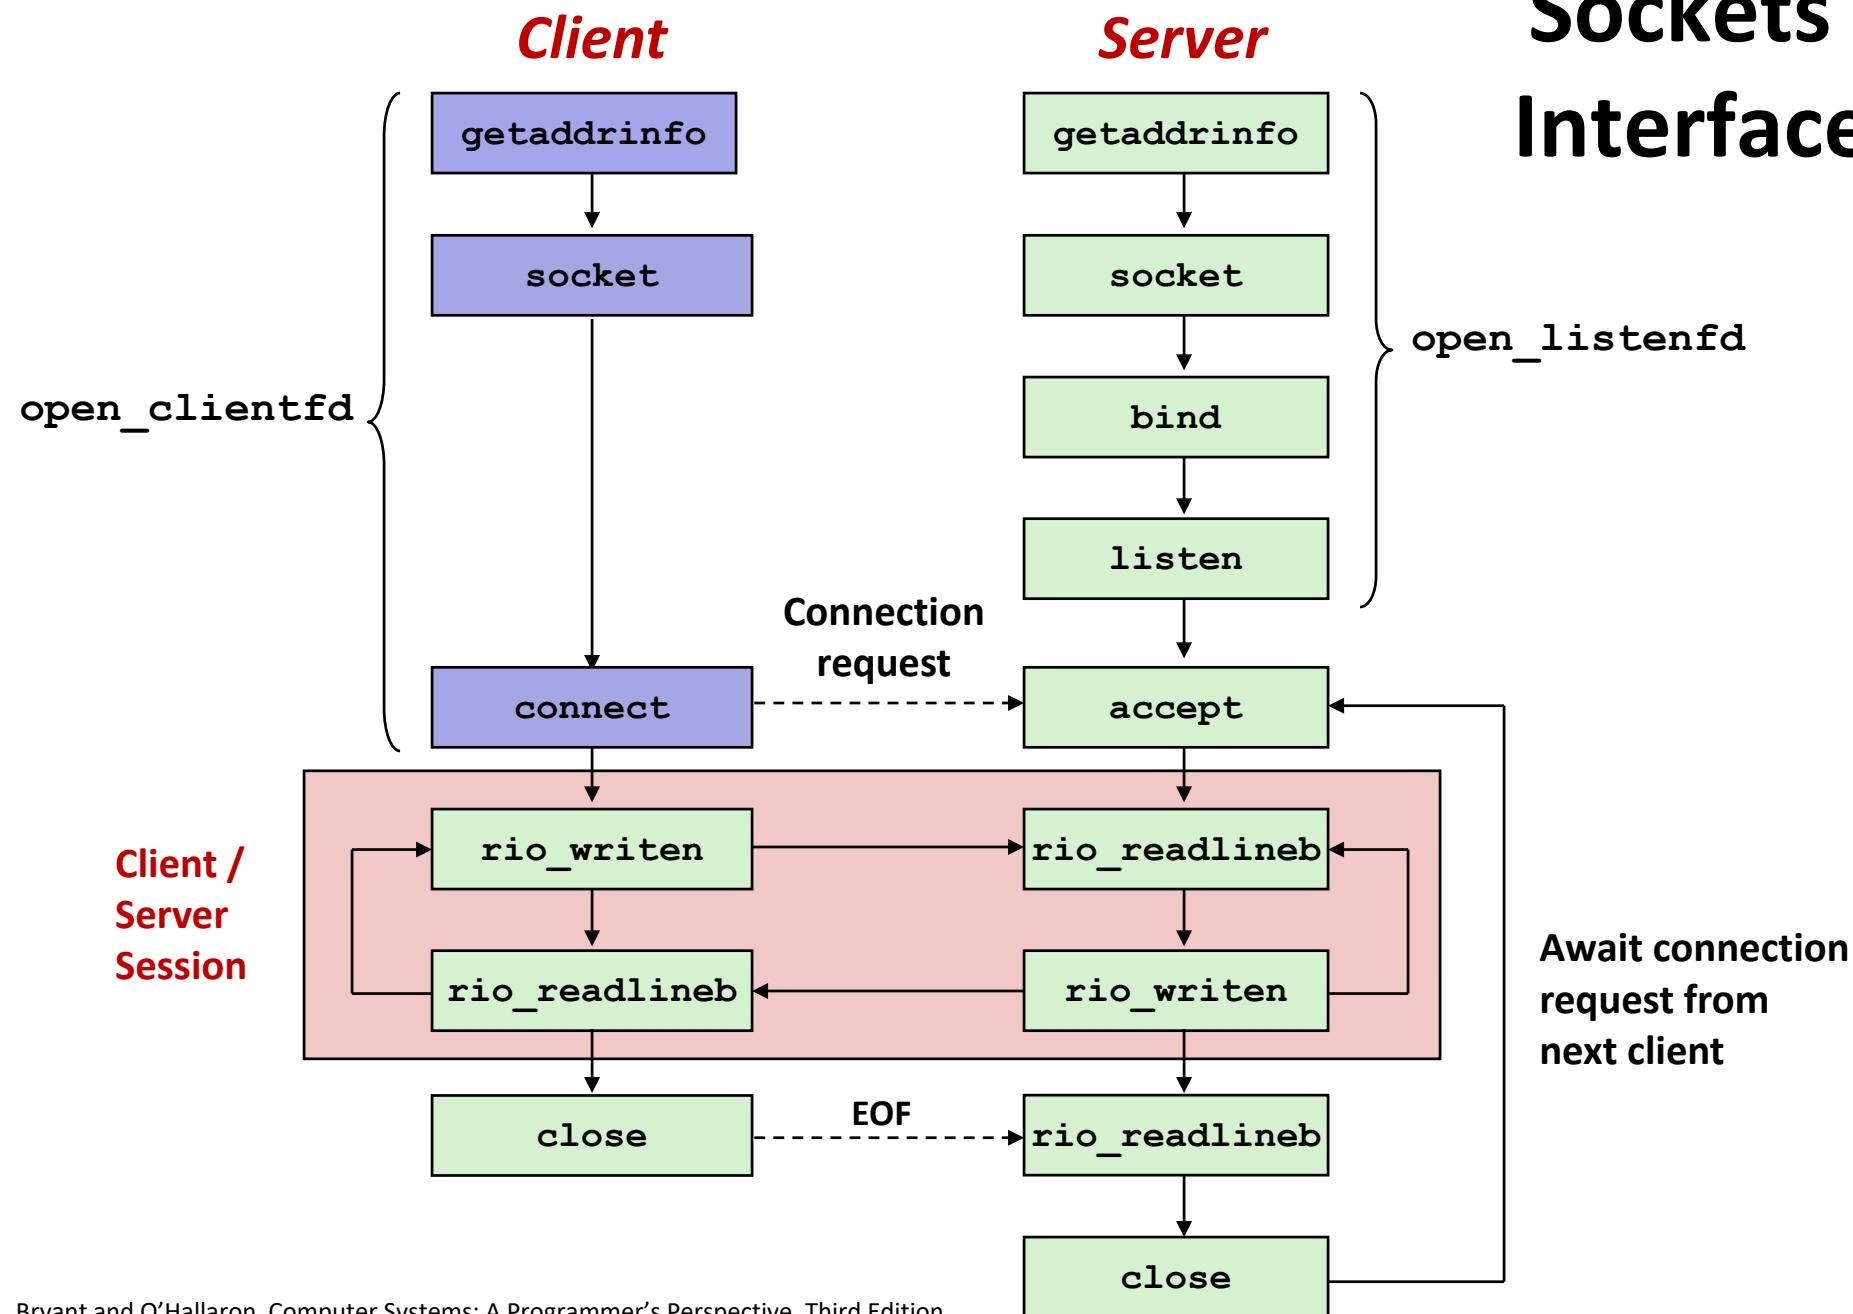 Client
Server
Sockets
Interface
getaddrinfo
getaddrinfo
socket
socket
open_listenfd
open_clientfd
bind
listen
Connection
request
connect
accept
Client /
Server
Session
rio_writen
rio_readlineb
rio_readlineb
rio_writen
Await connection
request from
next client
close
EOF
rio_readlineb
close
Bryant and O'Hallaron, Computer Systems: A Programmer's Perspective, Third Edition